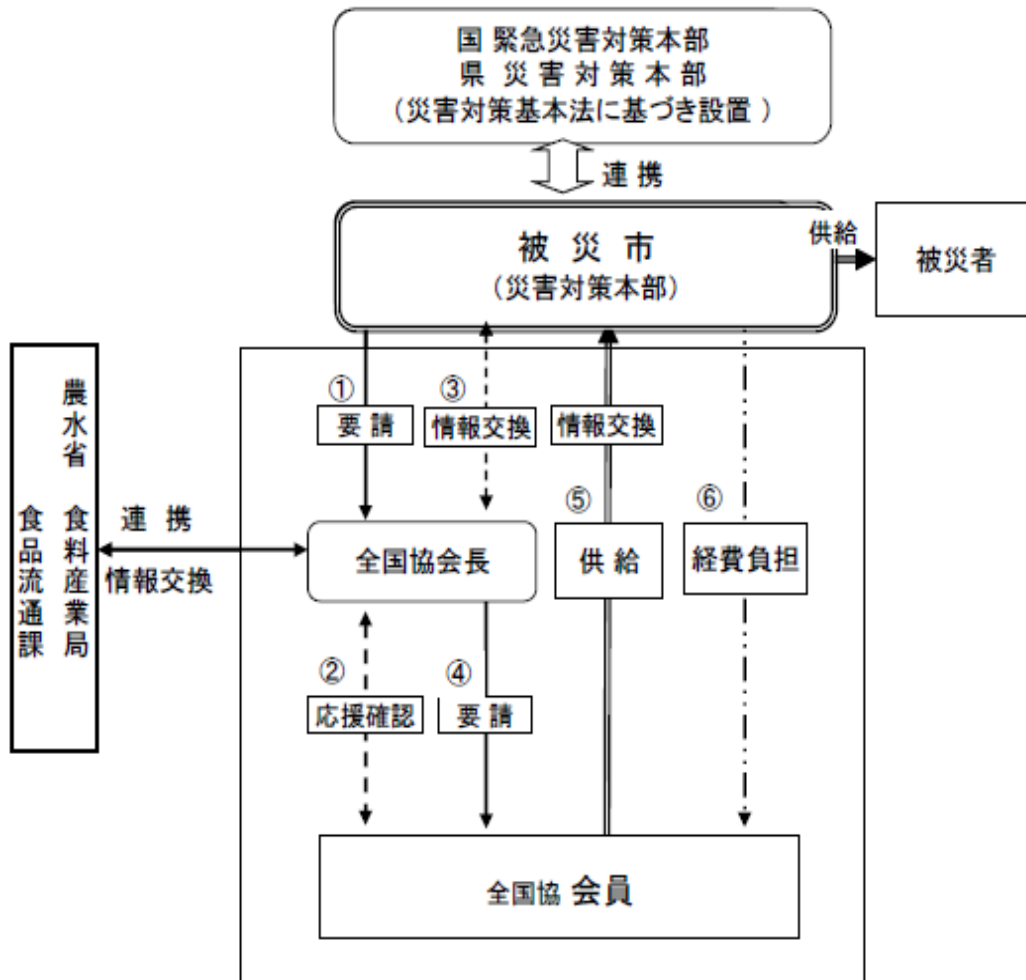 国 緊急災害対策本部
県 災 害 対 策 本 部
（災害対策基本法に基づき設置 ）
連 携
被 災 市
（災害対策本部）
供給
被災者
①
要 請
③
情報交換
情報交換
農水省 食料産業局
食品流通課
連 携
情報交換
全国協会長
⑤
供 給
⑥
経費負担
②
応援確認
④
要 請
全国協 会員